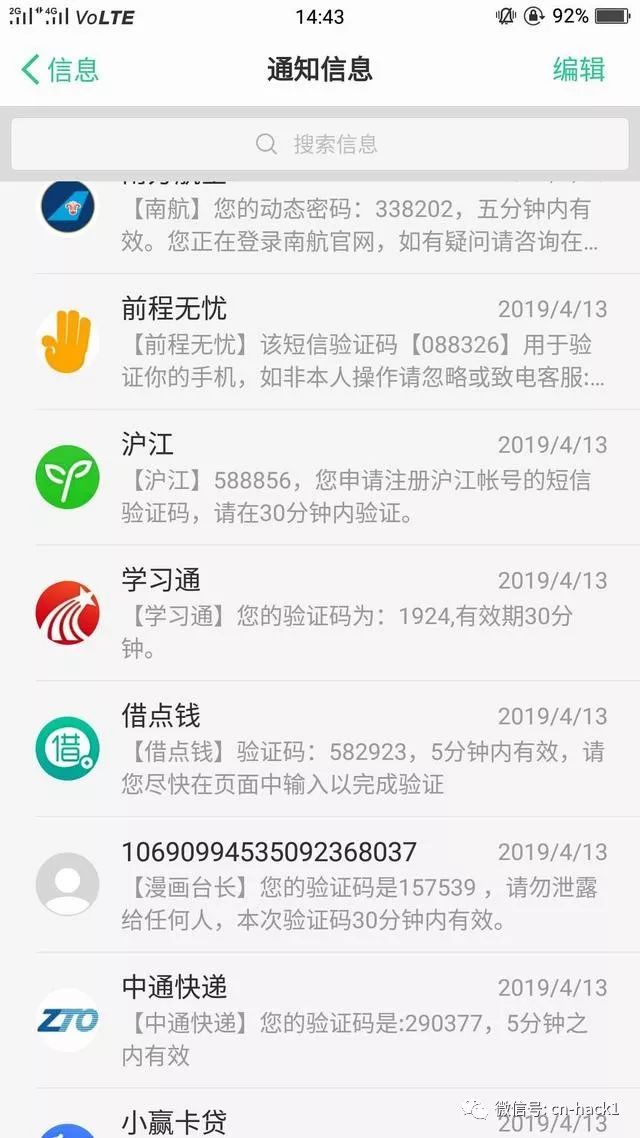 2G 4G VoLTE 14:43 92%
信息 通知信息 编辑
搜索信息
【南航】您的动态密码：338202，五分钟内有
效。您正在登录南航官网，如有疑问请咨询在...
前程无忧 2019/4/13
【前程无忧】该短信验证码【088326】用于验
证你的手机，如非本人操作请忽略或致电客服:...
沪江 2019/4/13
【沪江】588856，您申请注册沪江帐号的短信
验证码，请在30分钟内验证。
学习通 2019/4/13
【学习通】您的验证码为：1924,有效期30分
钟。
借点钱 2019/4/13
借
【借点钱】验证码：582923，5分钟内有效，请
您尽快在页面中输入以完成验证
10690994535092368037 2019/4/13
【漫画台长】您的验证码是157539 ，请勿泄露
给任何人，本次验证码30分钟内有效。
中通快递 2019/4/13
ZTO
【中通快递】您的验证码是:290377，5分钟之
内有效
微信号: cn-hack1
小赢卡贷 2019/4/13